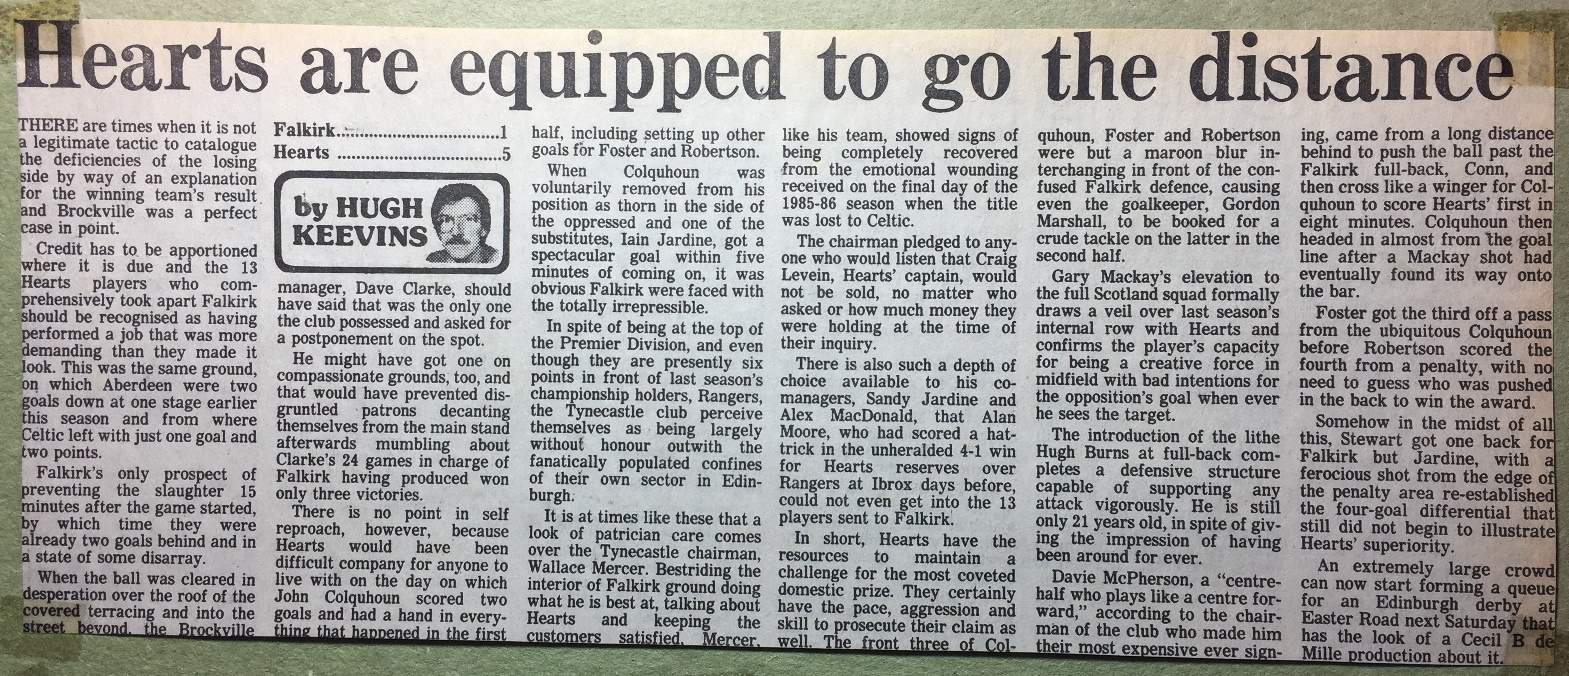 Hearts are equipped to go the distance
THERE are times when it is not
a legitimate tactic to catalogue
the deficiencies of the losing
side by way of an explanation
for the winning team's result
and Brockville was a perfect
case in point.
Credit has to be apportioned
where it is due and the 13
Hearts players who com-
prehensively took apart Falkirk
should be recognised as having
performed a job that was more
demanding than they made it
look. This was the same ground,
on which Aberdeen were two
goals down at one stage earlier
this season and from where
Celtic left with just one goal and
two points.
Falkirk's only prospect of
preventing the slaughter 15
minutes after the game started,
by which time they were
already two goals behind and in
a state of some disarray.
When the ball was cleared in
desperation over the roof of the
covered terracing and into the
street beyond, the Brockville
Falkirk..............................1
Hearts ..............................5
by HUGH
KEEVINS
manager, Dave Clarke, should
have said that was the only one
the club possessed and asked for
a postponement on the spot.
He might have got one on
compassionate grounds, too, and
that would have prevented dis-
gruntled patrons decanting
themselves from the main stand
afterwards mumbling about
Clarke's 24 games in charge of
Falkirk having produced won
only three victories.
There is no point in self
reproach, however, because
Hearts would have been
difficult company for anyone to
live with on the day on which
John Colquhoun scored two
goals and had a hand in every-
thing that happened in the first
half, including setting up other
goals for Foster and Robertson.
When Colquhoun was
voluntarily removed from his
position as thorn in the side of
the oppressed and one of the
substitutes, Iain Jardine, got a
spectacular goal within five
minutes of coming on, it was
obvious Falkirk were faced with
the totally irrepressible.
In spite of being at the top of
the Premier Division, and even
though they are presently six
points in front of last season's
championship holders, Rangers,
the Tynecastle club perceive
themselves as being largely
without honour outwith the
fanatically populated confines
of their own sector in Edin-
burgh.
It is at times like these that a
look of patrician care comes
over the Tynecastle chairman,
Wallace Mercer. Bestriding the
interior of Falkirk ground doing
what he is best at, talking about
Hearts and keeping the
customers satisfied, Mercer,
like his team, showed signs of
being completely recovered
from the emotional wounding
received on the final day of the
1985-86 season when the title
was lost to Celtic.
The chairman pledged to any-
one who would listen that Craig
Levein, Hearts' captain, would
not be sold, no matter who
asked or how much money they
were holding at the time of
their inquiry.
There is also such a depth of
choice available to his co-
managers, Sandy Jardine and
Alex MacDonald, that Alan
Moore, who had scored a hat-
trick in the unheralded 4-1 win
for Hearts reserves over
Rangers at Ibrox days before,
could not even get into the 13
players sent to Falkirk.
In short, Hearts have the
resources to maintain a
challenge for the most coveted
domestic prize. They certainly
have the pace, aggression and
skill to prosecute their claim as
well. The front three of Col-
quhoun, Foster and Robertson
were but a maroon blur in-
terchanging in front of the con-
fused Falkirk defence, causing
even the goalkeeper, Gordon
Marshall, to be booked for a
crude tackle on the latter in the
second half.
Gary Mackay's elevation to
the full Scotland squad formally
draws a veil over last season's
internal row with Hearts and
confirms the player's capacity
for being a creative force in
midfield with bad intentions for
the opposition's goal when ever
he sees the target.
The introduction of the lithe
Hugh Burns at full-back com-
pletes a defensive structure
capable of supporting any
attack vigorously. He is still
only 21 years old, in spite of giv-
ing the impression of having
been around for ever.
Davie McPherson, a "centre-
half who plays like a centre for-
ward," according to the chair-
man of the club who made him
their most expensive ever sign-
ing, came from a long distance
behind to push the ball past the
Falkirk full-back, Conn, and
then cross like a winger for Col-
quhoun to score Hearts' first in
eight minutes. Colquhoun then
headed in almost from the goal
line after a Mackay shot had
eventually found its way onto
the bar.
Foster got the third off a pass
from the ubiquitous Colquhoun
before Robertson scored the
fourth from a penalty, with no
need to guess who was pushed
in the back to win the award.
Somehow in the midst of all
this, Stewart got one back for
Falkirk but Jardine, with a
ferocious shot from the edge of
the penalty area re-established
the four-goal differential that
still did not begin to illustrate
Hearts' superiority.
An extremely large crowd
can now start forming a queue
for an Edinburgh derby at
Easter Road next Saturday that
has the look of a Cecil B de
Mille production about it.